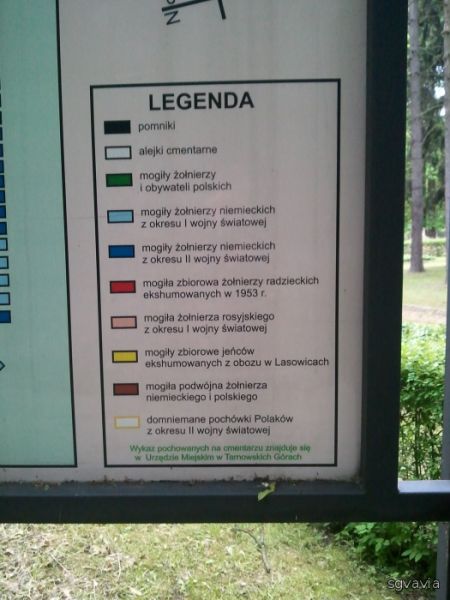 N
LEGENDA
pomniki
alejki cmentarne
mogiły żołnierzy
i obywateli polskich
mogiły żołnierzy niemieckich
z okresu I wojny światowej
mogiły żołnierzy niemieckich
z okresu II wojny światowej
mogiła zbiorowa żołnierzy radzieckich
ekshumowanych w 1953 r.
mogiła żołnierza rosyjskiego
z okresu I wojny światowej
mogiły zbiorowe jeńców
ekshumowanych z obozu w Lasowicach
mogiła podwójna żołnierza
niemieckiego i polskiego
domniemane pochówki Polaków
z okresu II wojny światowej
Wykaz pochowanych na cmentarzu znajduje się
w Urzędzie Miejskim w Tarnowskich Górach
sgvavia